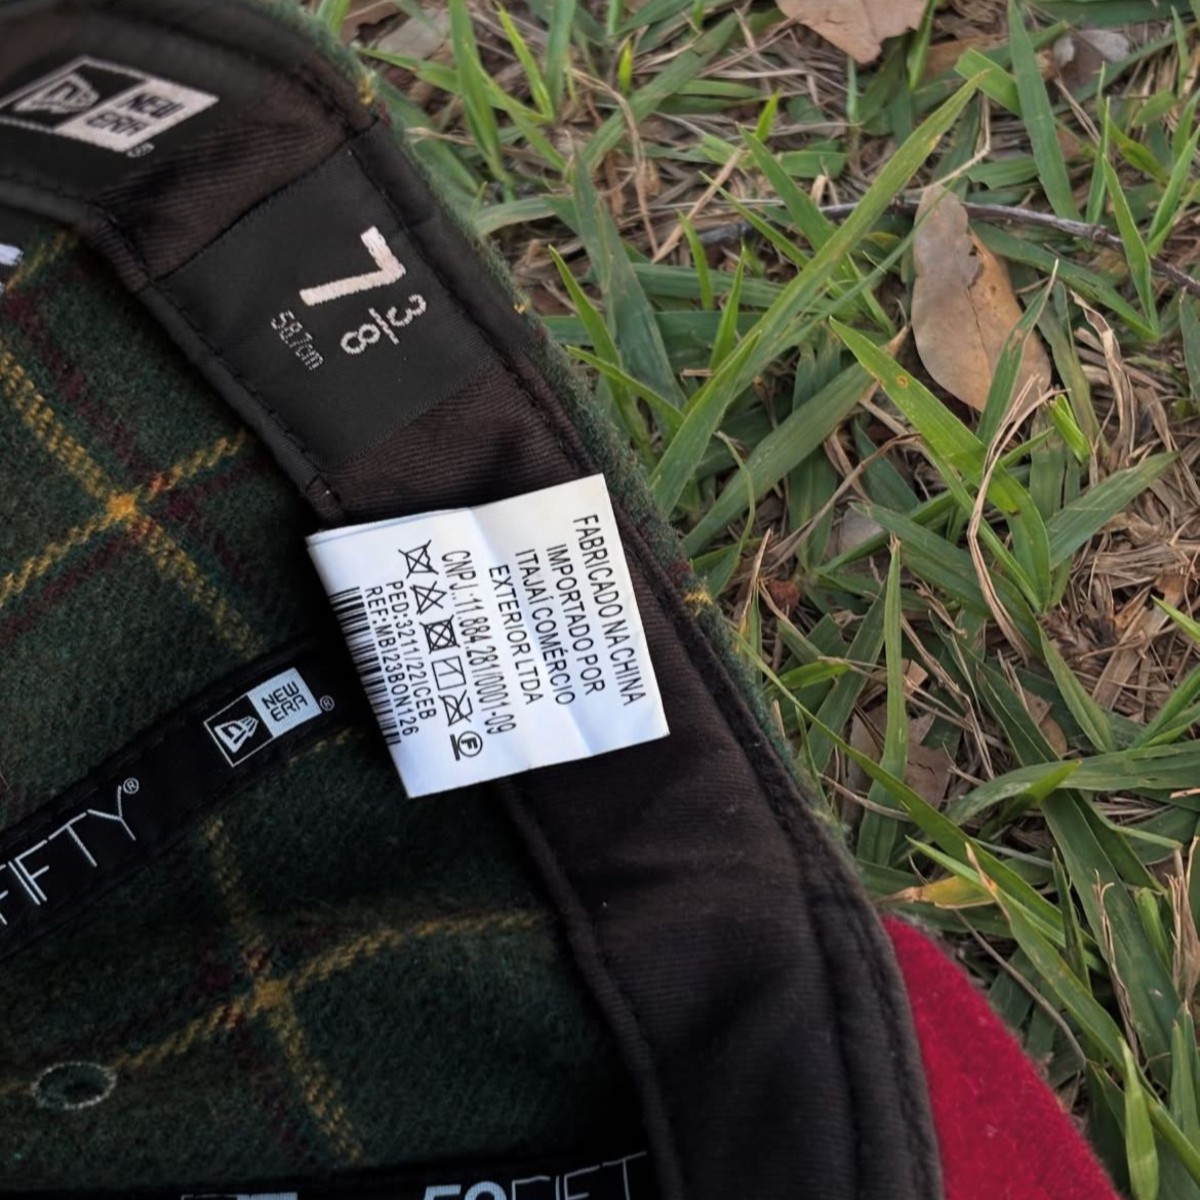 NEW
ERA
7 3/8
58.7cm
FABRICADO NA CHINA
IMPORTADO POR
ITAJAÍ COMÉRCIO
EXTERIOR LTDA
CNPJ.:11.884.281/0001-09
F
PED:3211/22/CEB
REF:MBI23BON126
NEW
ERA®
FIFTY®
59FIFTY